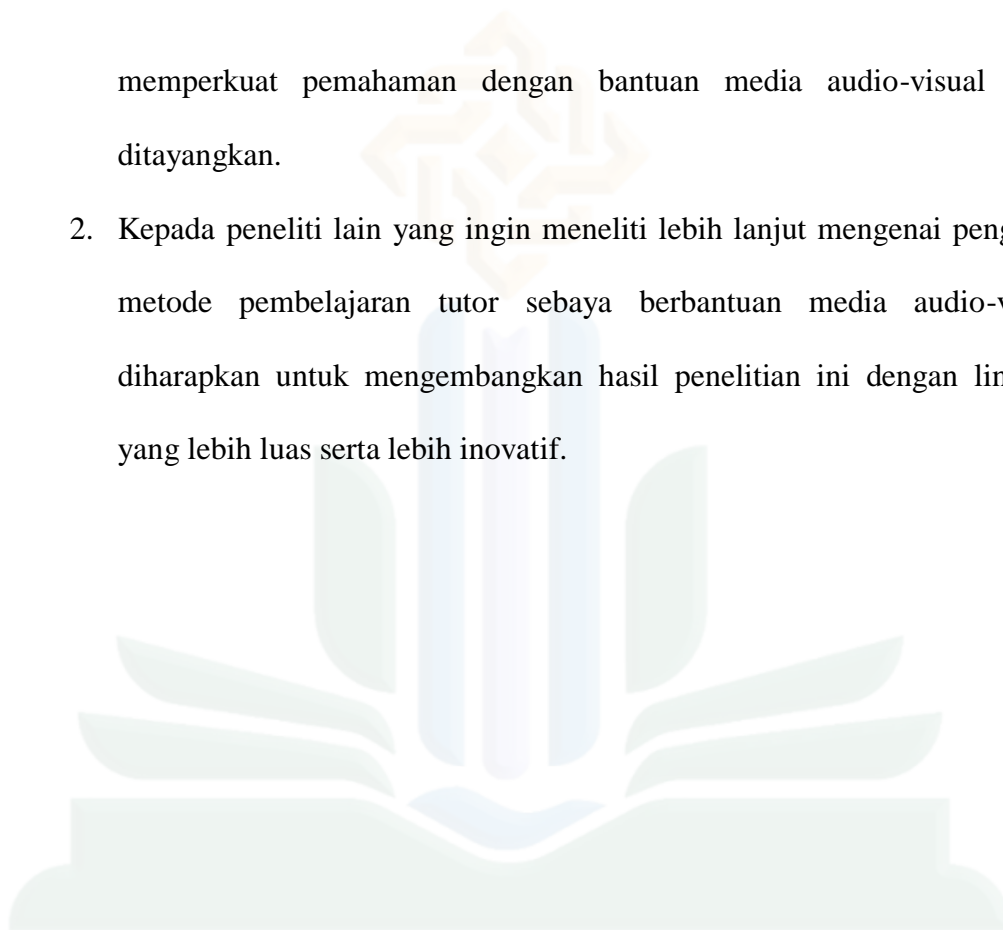 memperkuat pemahaman dengan bantuan media audio-visual
ditayangkan.
2. Kepada peneliti lain yang ingin meneliti lebih lanjut mengenai
metode pembelajaran tutor sebaya berbantuan media
diharapkan untuk mengembangkan hasil penelitian ini dengan
yang lebih luas serta lebih inovatif.